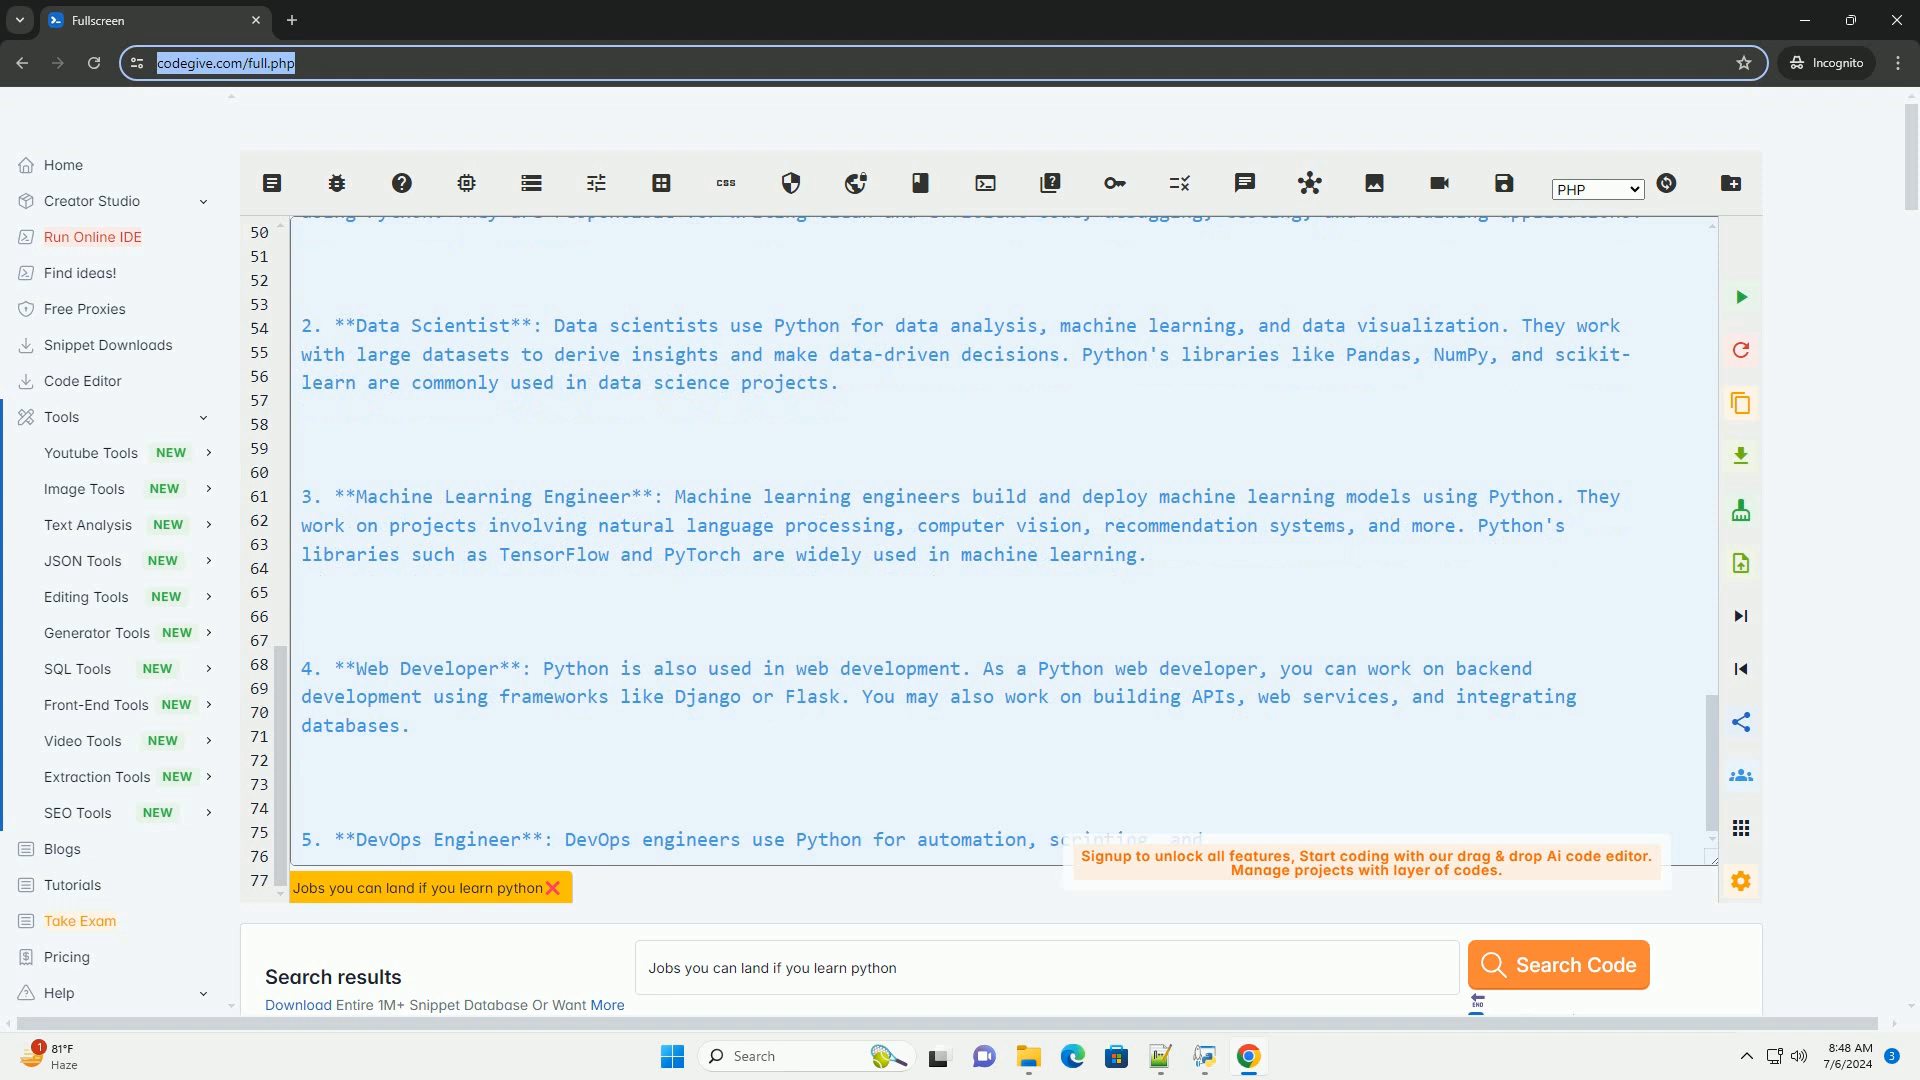 Fullscreen
codegive.com/full.php
Incognito
Home
Creator Studio
Run Online IDE
Find ideas!
Free Proxies
Snippet Downloads
Code Editor
Tools
Youtube Tools NEW
Image Tools NEW
Text Analysis NEW
JSON Tools NEW
Editing Tools NEW
Generator Tools NEW
SQL Tools NEW
Front-End Tools NEW
Video Tools NEW
Extraction Tools NEW
SEO Tools NEW
Blogs
Tutorials
Take Exam
Pricing
Help
css
PHP
50
51
52
53
54
55
56
57
58
59
60
61
62
63
64
65
66
67
68
69
70
71
72
73
74
75
76
77
2. **Data Scientist**: Data scientists use Python for data analysis, machine learning, and data visualization. They work
with large datasets to derive insights and make data-driven decisions. Python's libraries like Pandas, NumPy, and scikit-
learn are commonly used in data science projects.
3. **Machine Learning Engineer**: Machine learning engineers build and deploy machine learning models using Python. They
work on projects involving natural language processing, computer vision, recommendation systems, and more. Python's
libraries such as TensorFlow and PyTorch are widely used in machine learning.
4. **Web Developer**: Python is also used in web development. As a Python web developer, you can work on backend
development using frameworks like Django or Flask. You may also work on building APIs, web services, and integrating
databases.
5. **DevOps Engineer**: DevOps engineers use Python for automation, scripting, and
Signup to unlock all features, Start coding with our drag & drop Ai code editor.
Manage projects with layer of codes.
Jobs you can land if you learn python
Search results
Jobs you can land if you learn python
Search Code
Download Entire 1M+ Snippet Database Or Want More
END
1
81°F
Haze
Search
8:48 AM
7/6/2024
3